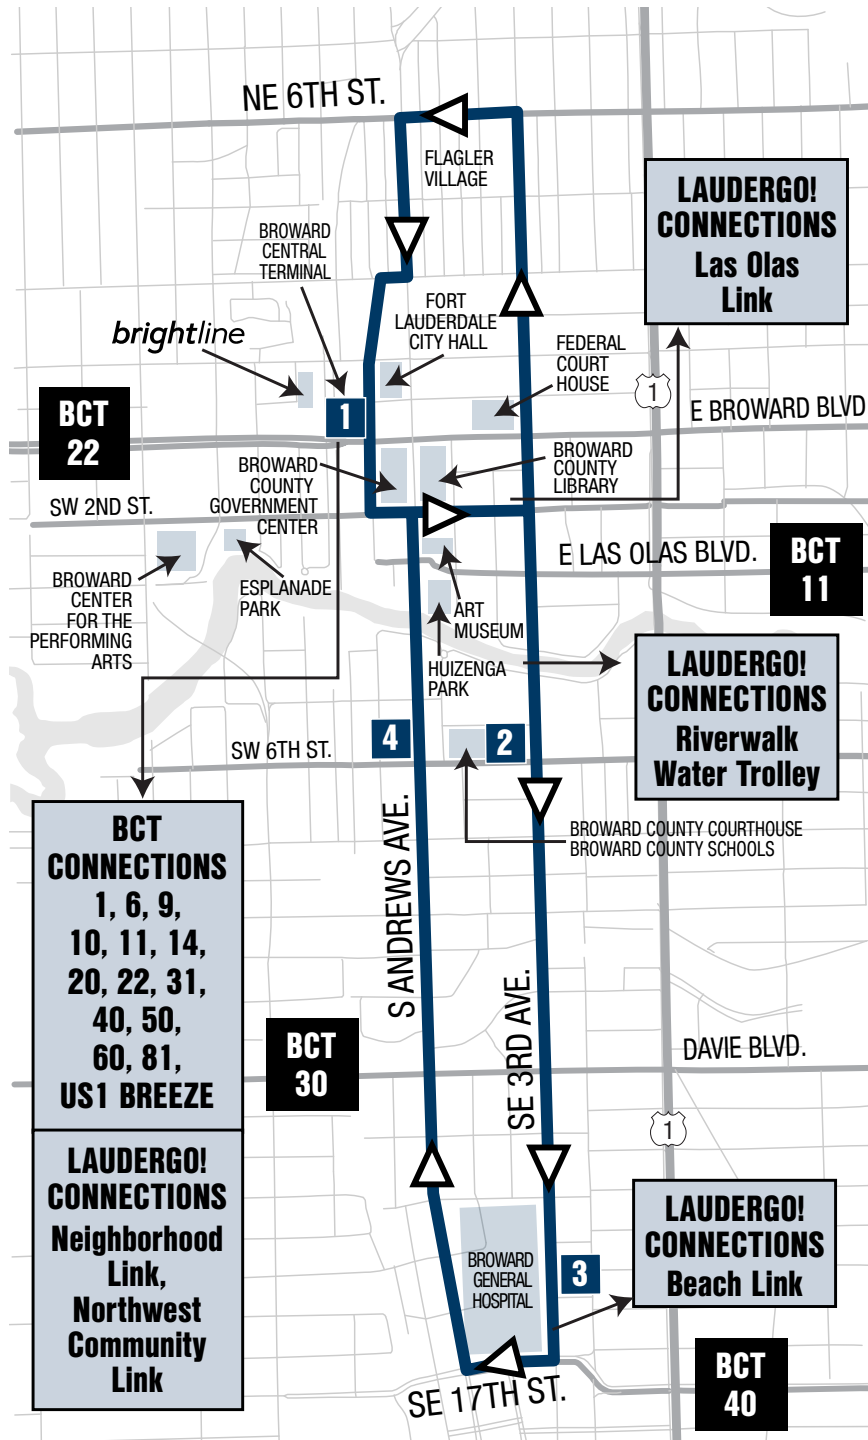 NE 6TH ST.
FLAGLER
VILLAGE
LAUDERGO!
CONNECTIONS
Las Olas
Link
BROWARD
CENTRAL
TERMINAL
FORT
LAUDERDALE
CITY HALL
brightline
FEDERAL
COURT
HOUSE
1
BCT
22
1
E BROWARD BLVD
BROWARD
COUNTY
GOVERNMENT
CENTER
BROWARD
COUNTY
LIBRARY
SW 2ND ST.
E LAS OLAS BLVD.
BCT
11
BROWARD
CENTER
FOR THE
PERFORMING
ARTS
ESPLANADE
PARK
ART
MUSEUM
HUIZENGA
PARK
LAUDERGO!
CONNECTIONS
Riverwalk
Water Trolley
4
2
SW 6TH ST.
BROWARD COUNTY COURTHOUSE
BROWARD COUNTY SCHOOLS
BCT
CONNECTIONS
1, 6, 9,
10, 11, 14,
20, 22, 31,
40, 50,
60, 81,
US1 BREEZE
S ANDREWS AVE.
SE 3RD AVE.
BCT
30
DAVIE BLVD.
1
LAUDERGO!
CONNECTIONS
Neighborhood
Link,
Northwest
Community
Link
BROWARD
GENERAL
HOSPITAL
3
LAUDERGO!
CONNECTIONS
Beach Link
SE 17TH ST.
BCT
40